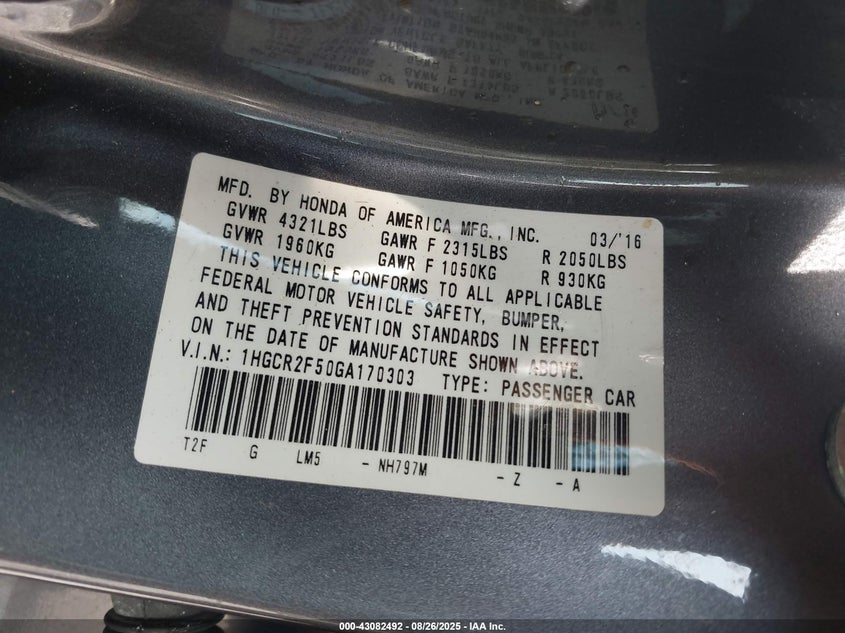 MFD. BY HONDA OF AMERICA MFG., INC. 03/'16
GVWR 4321LBS GAWR F 2315LBS R 2050LBS
GVWR 1960KG GAWR F 1050KG R 930KG
THIS VEHICLE CONFORMS TO ALL APPLICABLE
FEDERAL MOTOR VEHICLE SAFETY, BUMPER,
AND THEFT PREVENTION STANDARDS IN EFFECT
ON THE DATE OF MANUFACTURE SHOWN ABOVE.
V.I.N.: 1HGCR2F50GA170303 TYPE: PASSENGER CAR
T2F G LM5 - NH797M - Z - A
000-43082492 - 08/26/2025 - IAA Inc.